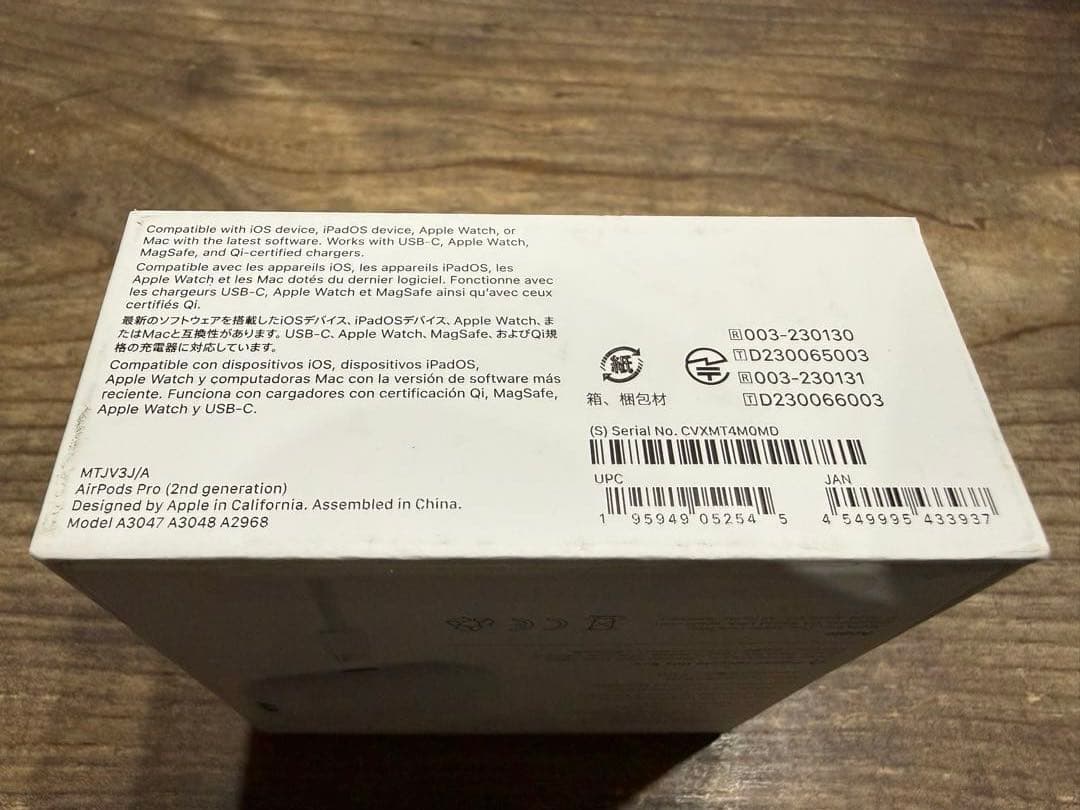 Compatible with iOS device, iPadOS device, Apple Watch, or
Mac with the latest software. Works with USB-C, Apple Watch,
MagSafe, and Qi-certified chargers.
Compatible avec les appareils iOS, les appareils iPadOS, les
Apple Watch et les Mac dotés du dernier logiciel. Fonctionne avec
les chargeurs USB-C, Apple Watch et MagSafe ainsi qu'avec ceux
certifiés Qi.
最新のソフトウェアを搭載したiOSデバイス、iPadOSデバイス、Apple Watch、ま
たはMacと互換性があります。USB-C、Apple Watch、MagSafe、およびQi規
格の充電器に対応しています。
Compatible con dispositivos iOS, dispositivos iPadOS,
Apple Watch y computadoras Mac con la versión de software más
reciente. Funciona con cargadores con certificación Qi, MagSafe,
Apple Watch y USB-C.
MTJV3J/A
AirPods Pro (2nd generation)
Designed by Apple in California. Assembled in China.
Model A3047 A3048 A2968
紙
箱、梱包材
R 003-230130
T D230065003
R 003-230131
T D230066003
(S) Serial No. CVXMT4M0MD
UPC
1 95949 05254 5
JAN
4 549995 433937